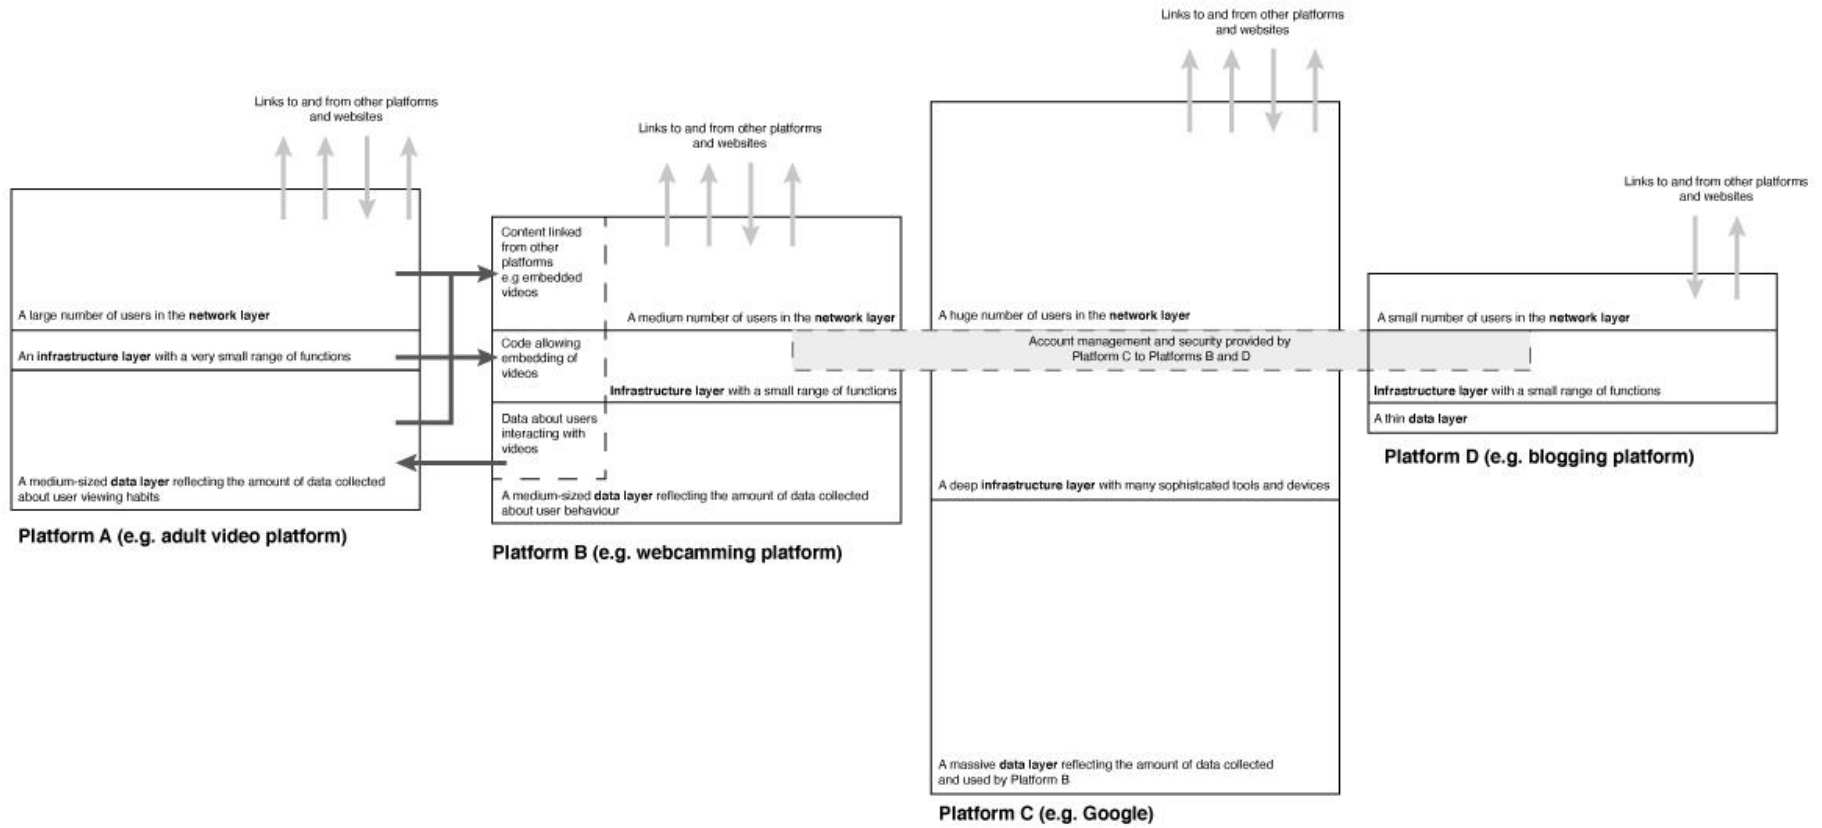 Links to and from other platforms
and websites
A large number of users in the network layer
An infrastructure layer with a very small range of functions
A medium-sized data layer reflecting the amount of data collected
about user viewing habits
Platform A (e.g. adult video platform)
Links to and from other platforms
and websites
Content linked
from other
platforms
e.g embedded
videos
A medium number of users in the network layer
Code allowing
embedding of
videos
Infrastructure layer with a small range of functions
Data about users
interacting with
videos
A medium-sized data layer reflecting the amount of data collected
about user behaviour
Platform B (e.g. webcamming platform)
Links to and from other platforms
and websites
A huge number of users in the network layer
Account management and security provided by
Platform C to Platforms B and D
A deep infrastructure layer with many sophistcated tools and devices
A massive data layer reflecting the amount of data collected
and used by Platform B
Platform C (e.g. Google)
Links to and from other platforms
and websites
A small number of users in the network layer
Infrastructure layer with a small range of functions
A thin data layer
Platform D (e.g. blogging platform)